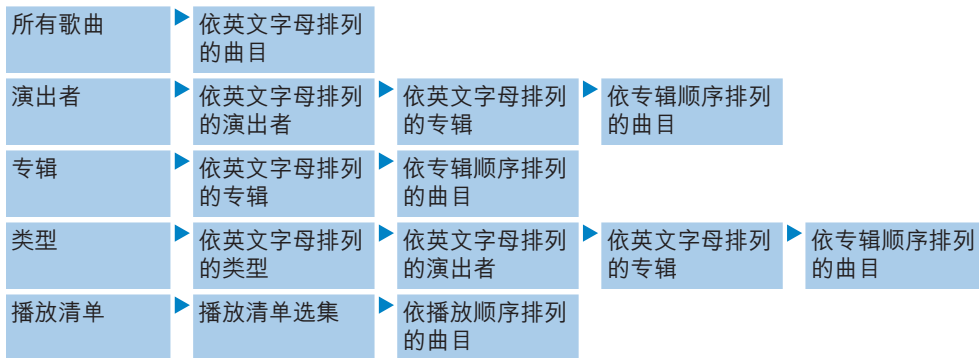 所有歌曲
依英文字母排列
的曲目
演出者
依英文字母排列
的演出者
依英文字母排列
的专辑
依专辑顺序排列
的曲目
专辑
依英文字母排列
的专辑
依专辑顺序排列
的曲目
类型
依英文字母排列
的类型
依英文字母排列
的演出者
依英文字母排列
的专辑
依专辑顺序排列
的曲目
播放清单
播放清单选集
依播放顺序排列
的曲目